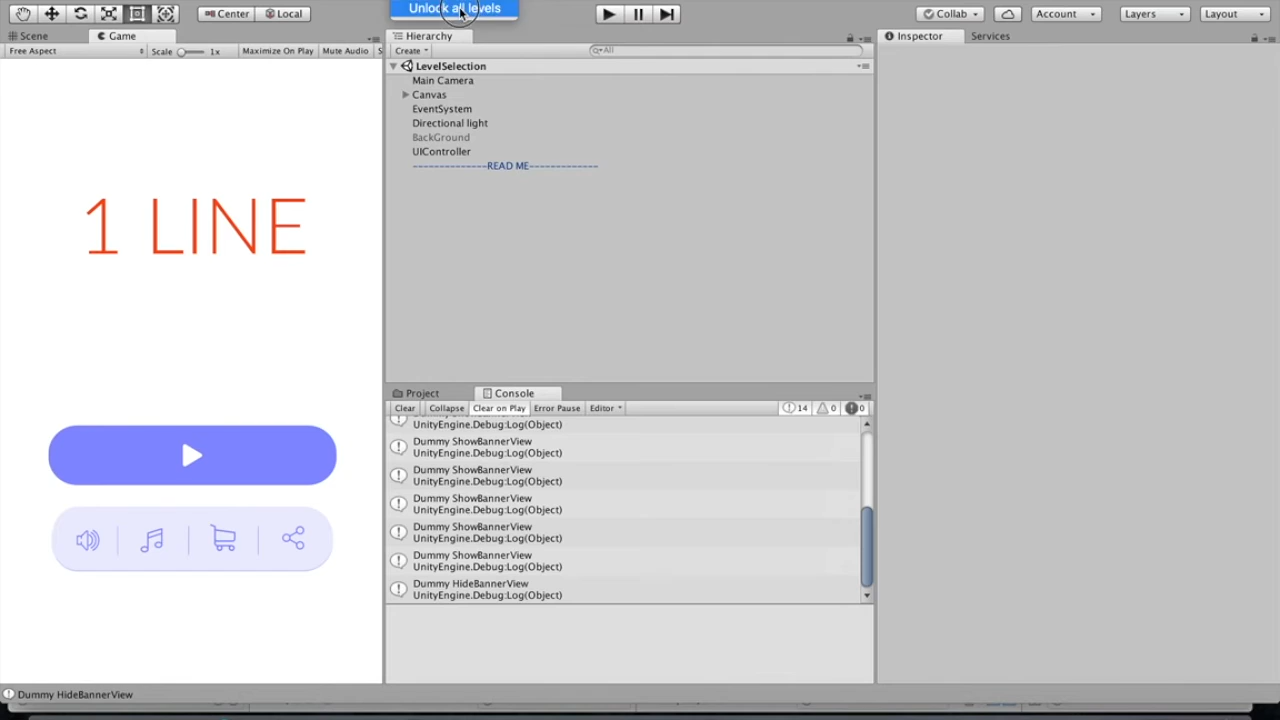 Unlock all levels
Center
Local
Collab
Account
Layers
Layout
Scene
Game
Free Aspect
Scale
1x
Maximize On Play
Mute Audio
S
Hierarchy
Create
All
LevelSelection
Main Camera
Canvas
EventSystem
Directional light
BackGround
UIController
--------------READ ME-------------
Inspector
Services
1 LINE
Project
Console
Clear
Collapse
Clear on Play
Error Pause
Editor
14
0
0
UnityEngine.Debug:Log(Object)
Dummy ShowBannerView
UnityEngine.Debug:Log(Object)
Dummy ShowBannerView
UnityEngine.Debug:Log(Object)
Dummy ShowBannerView
UnityEngine.Debug:Log(Object)
Dummy ShowBannerView
UnityEngine.Debug:Log(Object)
Dummy ShowBannerView
UnityEngine.Debug:Log(Object)
Dummy HideBannerView
UnityEngine.Debug:Log(Object)
Dummy HideBannerView